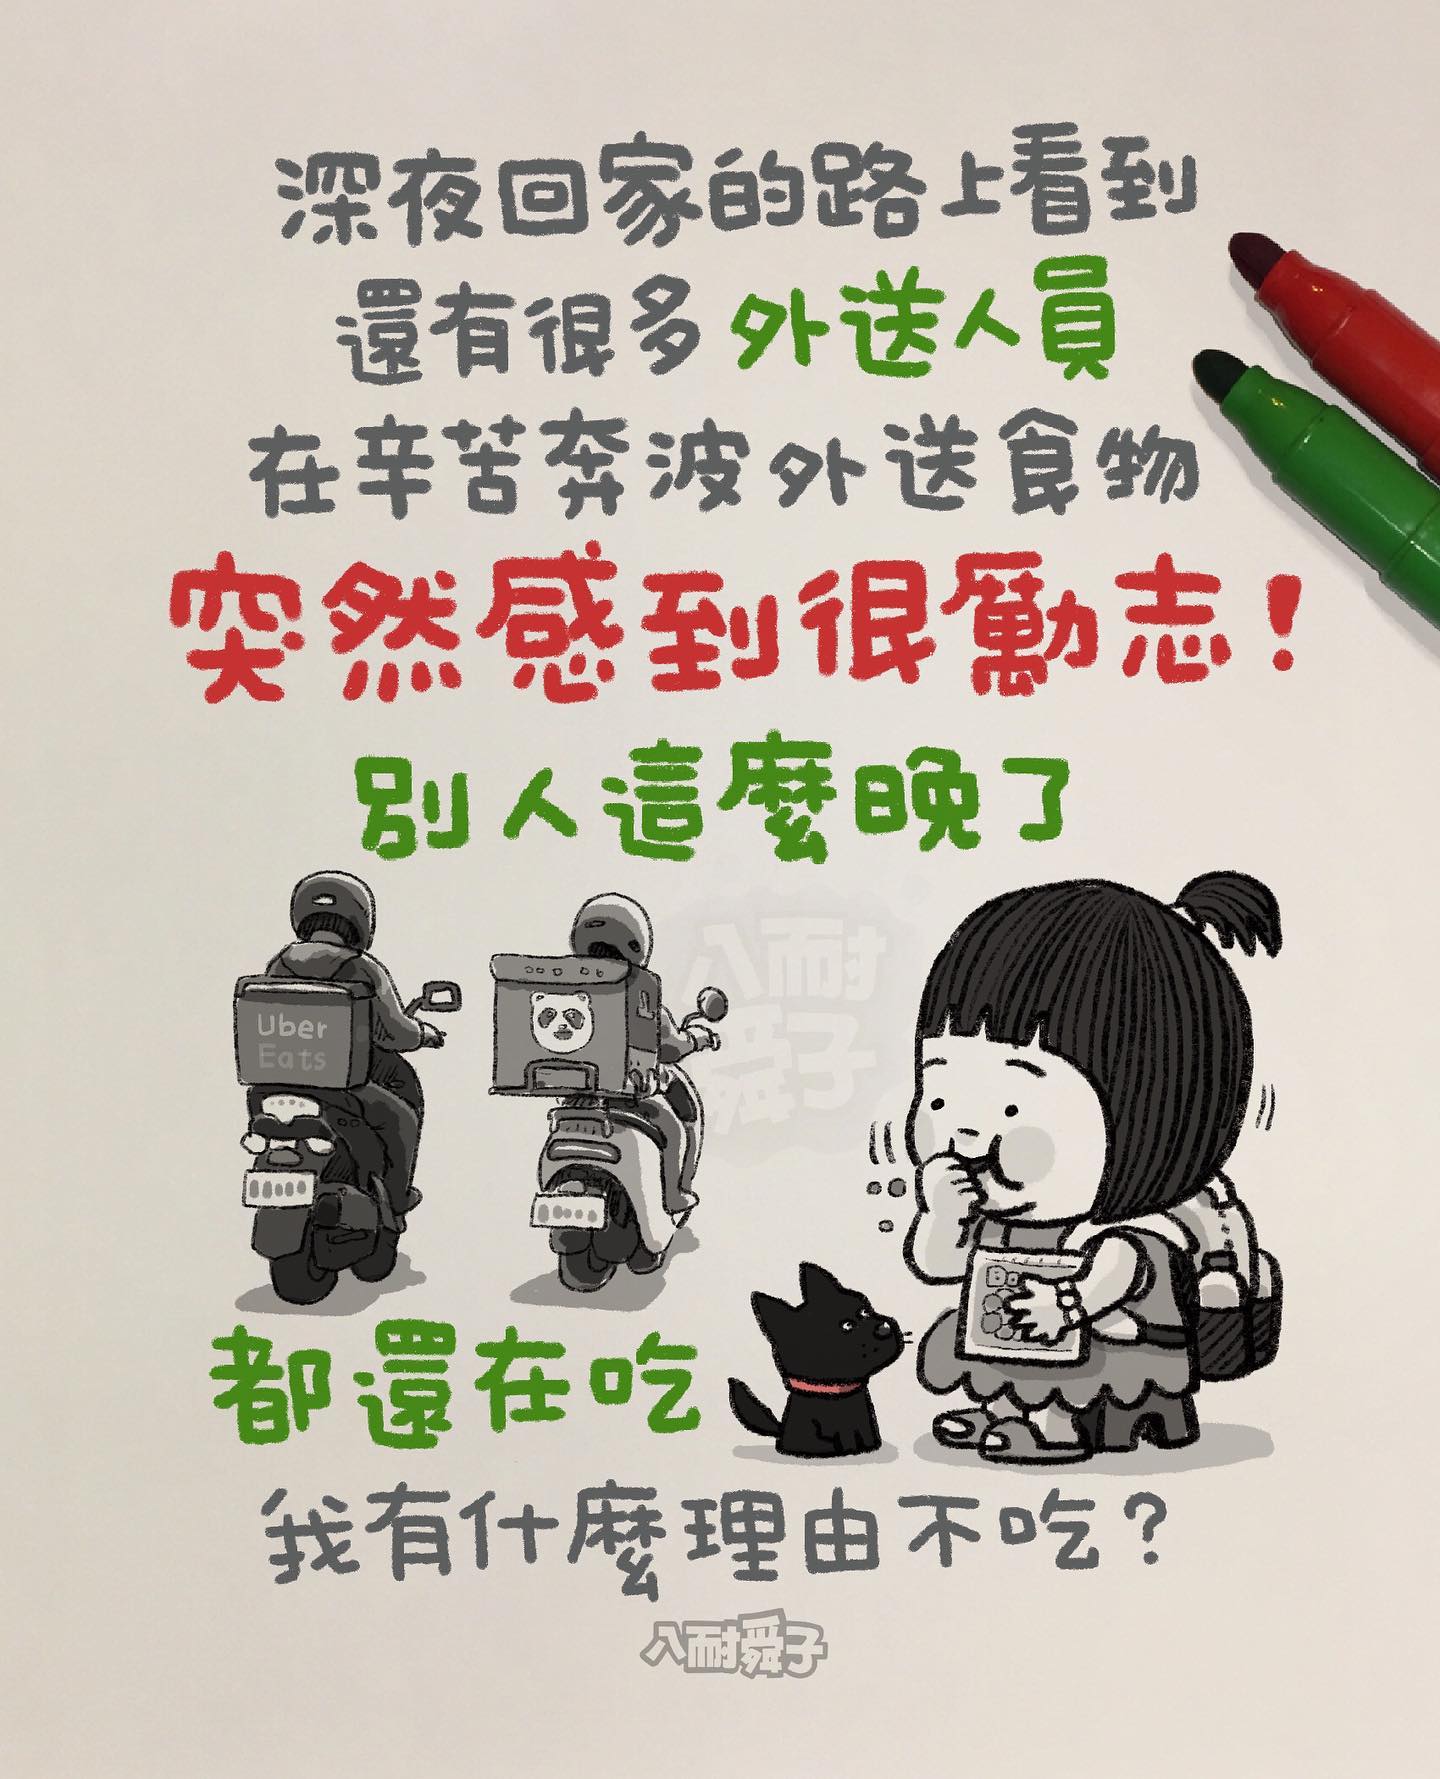 深夜回家的路上看到
還有很多外送人員
在辛苦奔波外送食物
突然感到很勵志！
別人這麼晚了
Uber
Eats
八耐
舜子
都還在吃
我有什麼理由不吃？
八耐舜子